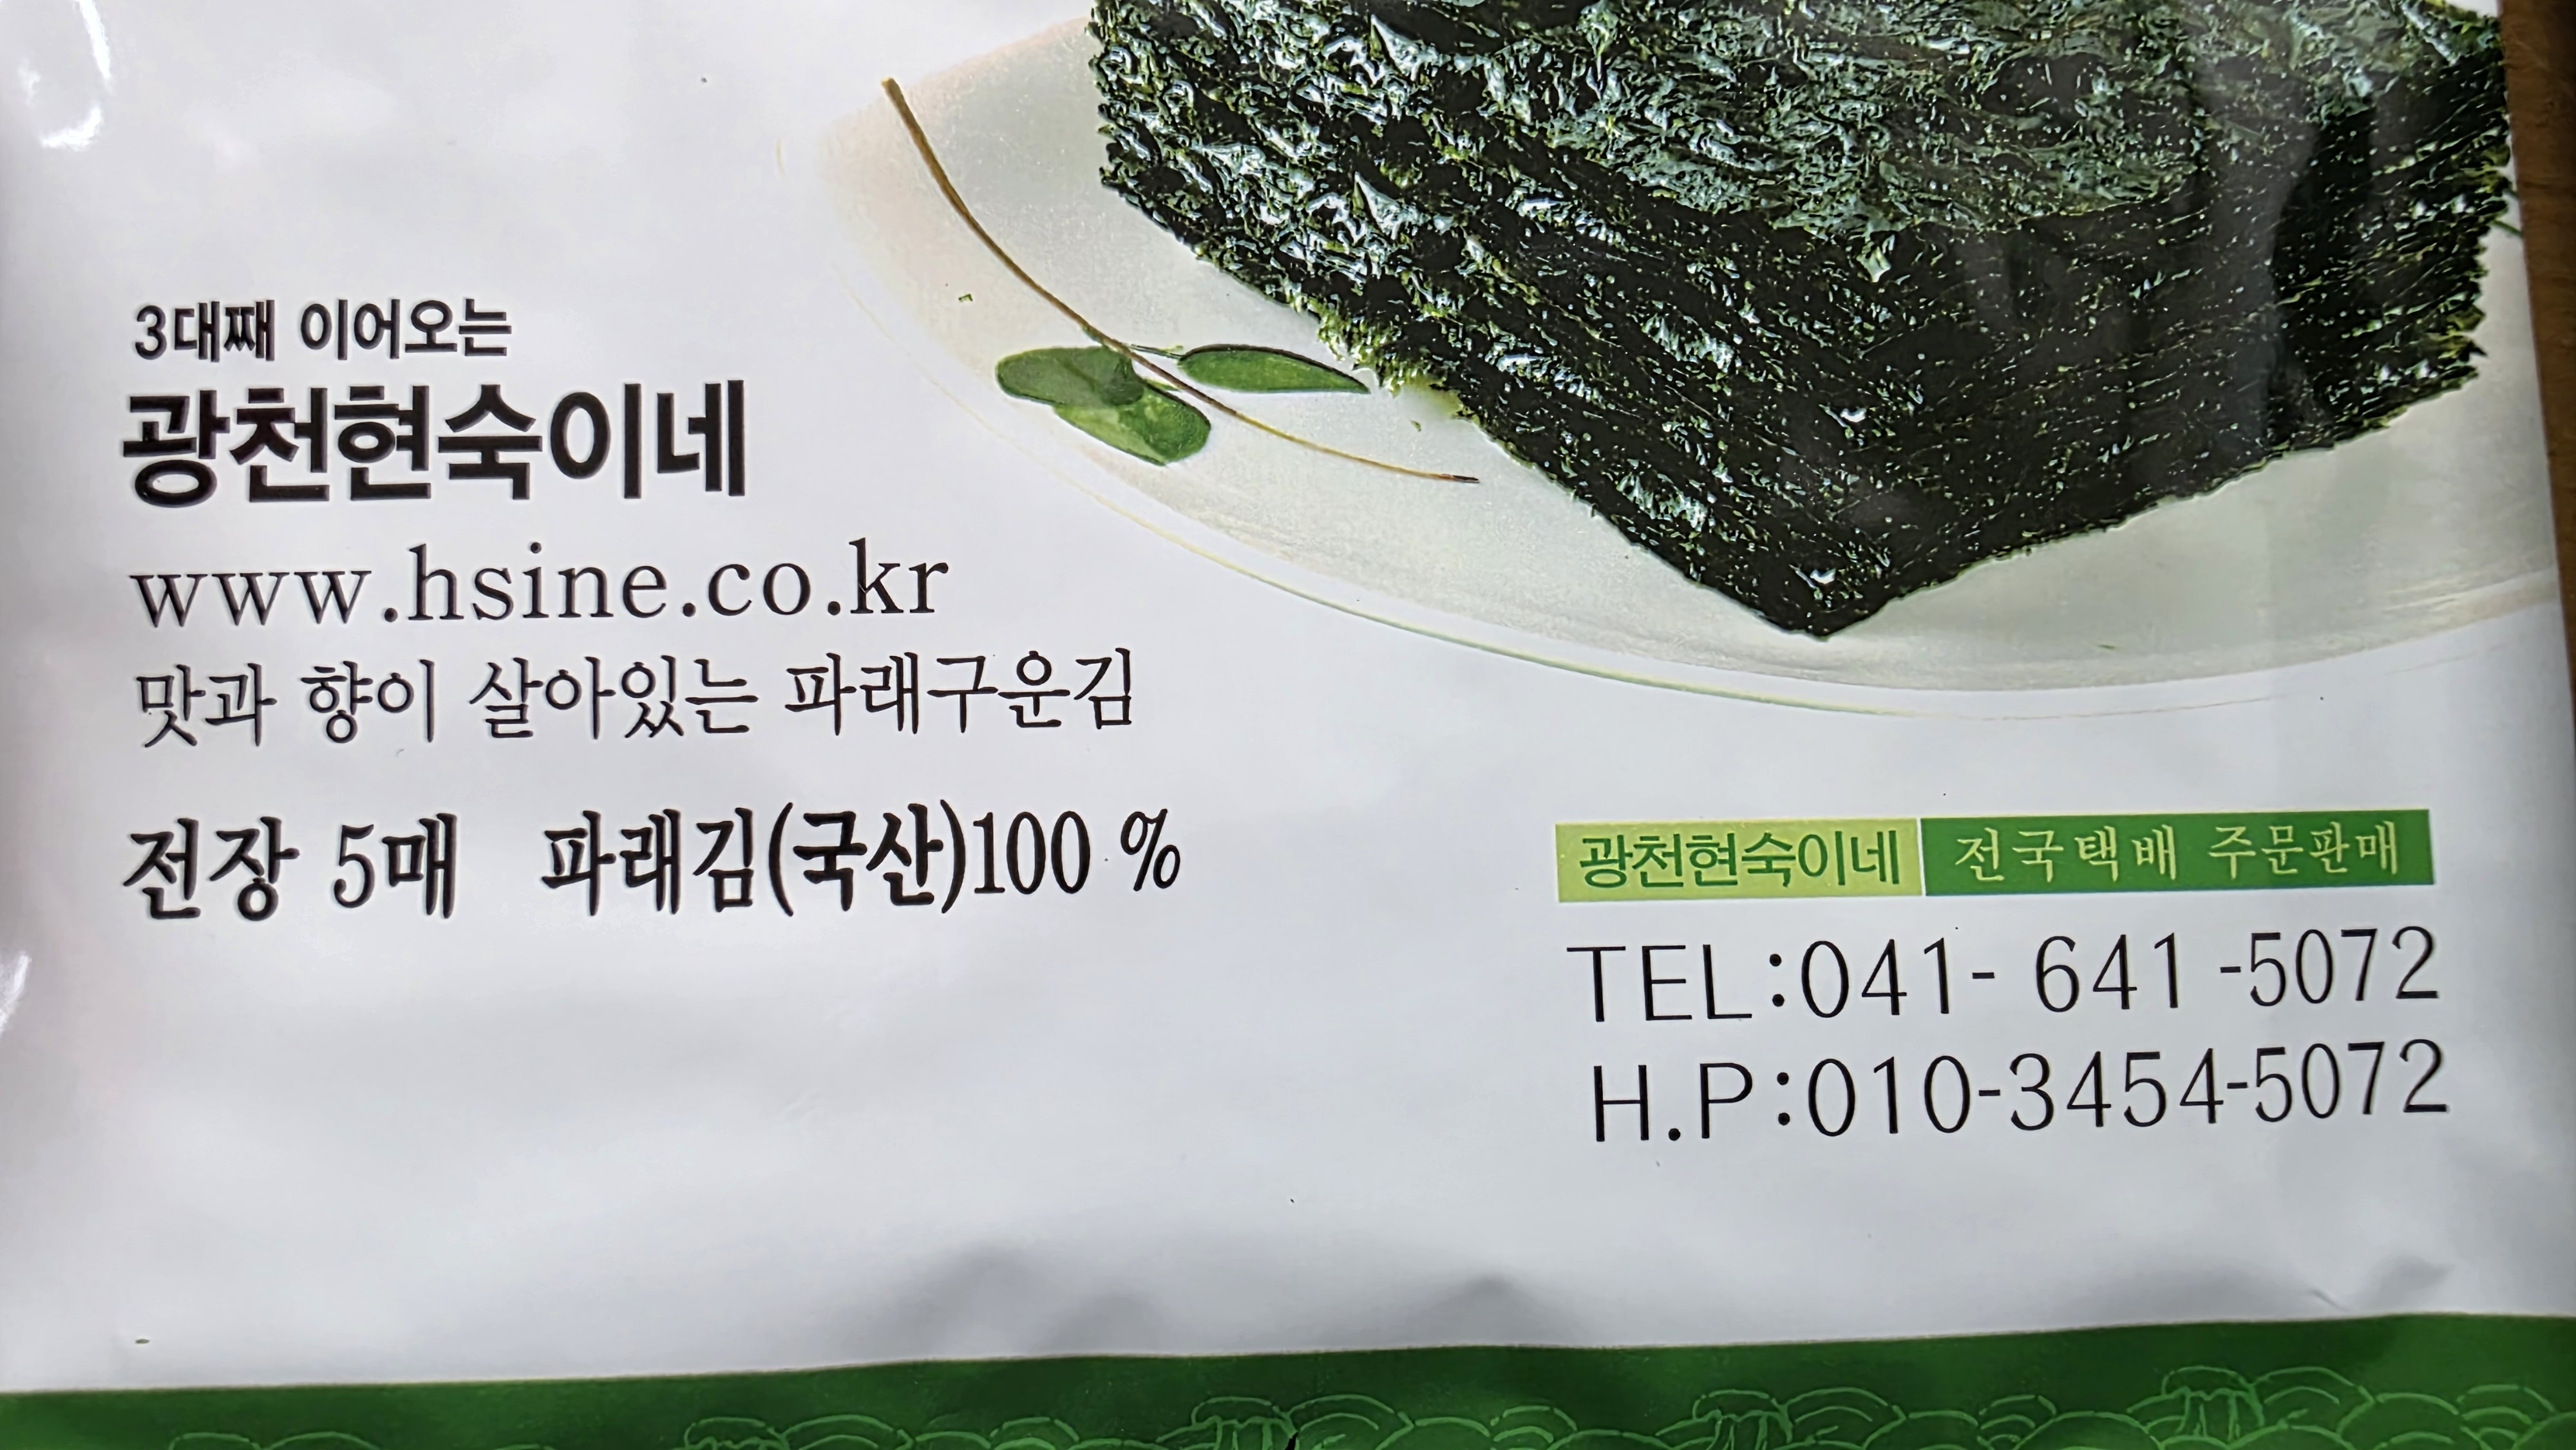 3대째 이어오는
광천현숙이네
www.hsine.co.kr
맛과 향이 살아있는 파래구운김
전장 5매 파래김(국산)100 %
광천현숙이네 전국택배 주문판매
TEL:041- 641 -5072
H.P:010-3454-5072